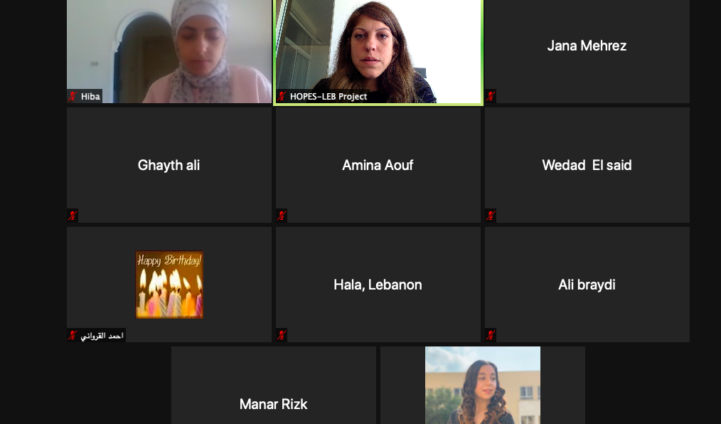 Hiba
HOPES-LEB Project
Jana Mehrez
Ghayth ali
Amina Aouf
Wedad El said
Happy Birthday!
احمد القرواني
Hala, Lebanon
Ali braydi
Manar Rizk